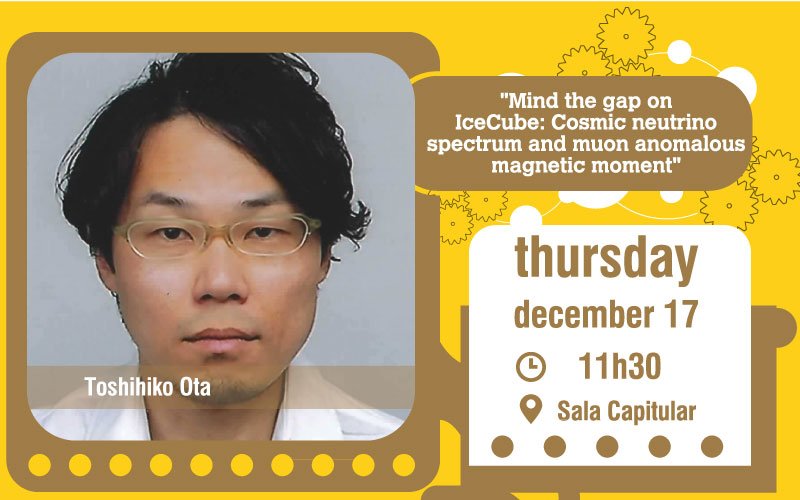 "Mind the gap on
IceCube: Cosmic neutrino
spectrum and muon anomalous
magnetic moment"
thursday
december 17
11h30
Sala Capitular
Toshihiko Ota